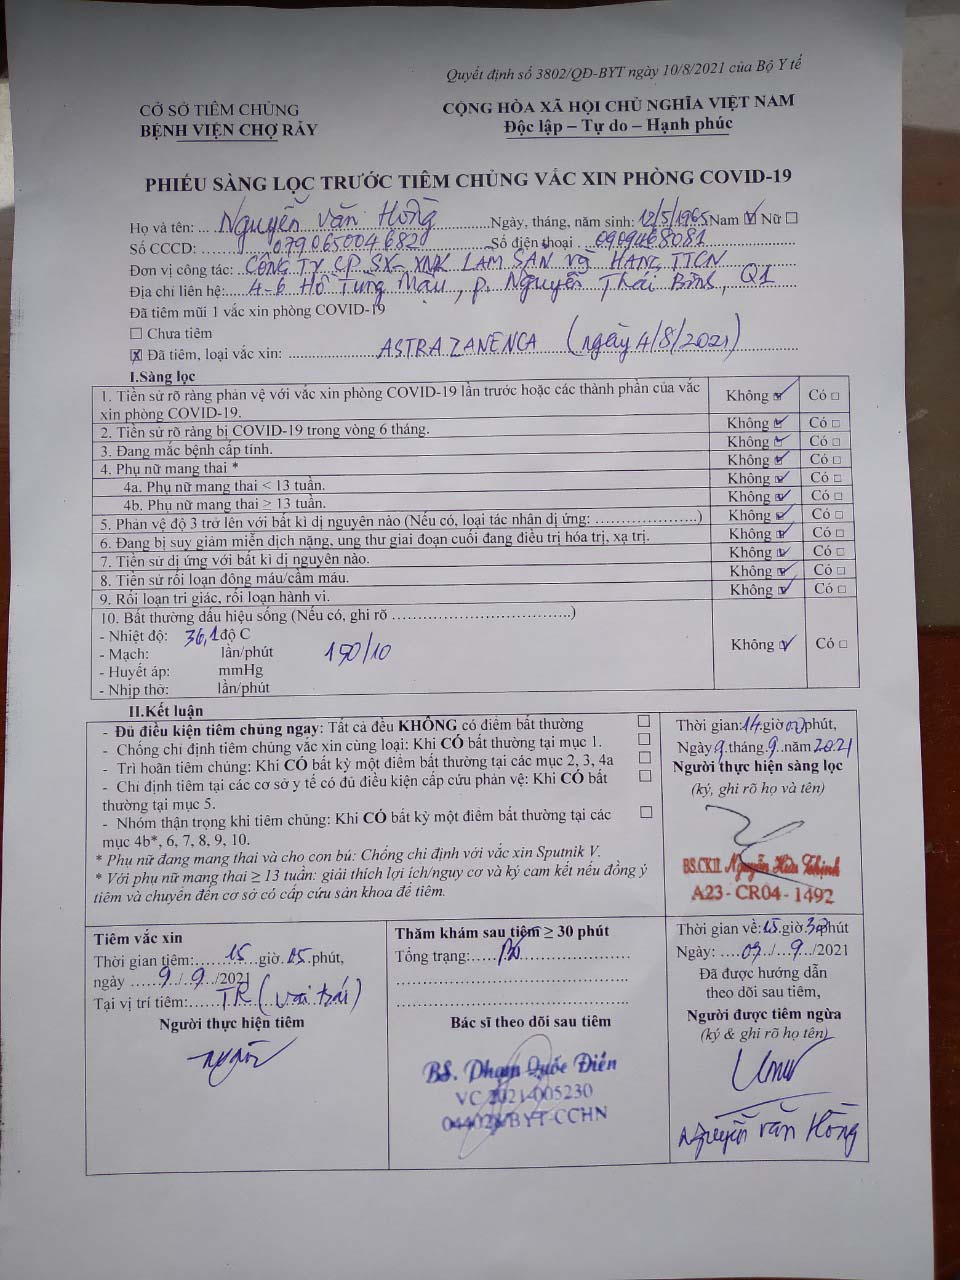 Quyết định số 3802/QĐ-BYT ngày 10/8/2021 của Bộ Y tế
CƠ SỞ TIÊM CHỦNG
BỆNH VIỆN CHỢ RẪY
CỘNG HÒA XÃ HỘI CHỦ NGHĨA VIỆT NAM
Độc lập – Tự do – Hạnh phúc
PHIẾU SÀNG LỌC TRƯỚC TIÊM CHỦNG VẮC XIN PHÒNG COVID-19
Họ và tên: Nguyễn Văn Hồng Ngày, tháng, năm sinh: 12/5/1965 Nam ☑ Nữ ☐
Số CCCD: 079065004682 Số điện thoại : 0909468081
Đơn vị công tác: CÔNG TY CP SX-XNK LÂM SẢN và HÀNG TTCN
Địa chỉ liên hệ: 4-6 Hồ Tùng Mậu, p. Nguyễn Thái Bình, Q1
Đã tiêm mũi 1 vắc xin phòng COVID-19
☐ Chưa tiêm
☒ Đã tiêm, loại vắc xin: ASTRAZANENCA (ngày 4/8/2021)
I.Sàng lọc
1. Tiền sử rõ ràng phản vệ với vắc xin phòng COVID-19 lần trước hoặc các thành phần của vắc xin phòng COVID-19. Không ☑ Có ☐
2. Tiền sử rõ ràng bị COVID-19 trong vòng 6 tháng. Không ☑ Có ☐
3. Đang mắc bệnh cấp tính. Không ☑ Có ☐
4. Phụ nữ mang thai * Không ☑ Có ☐
4a. Phụ nữ mang thai < 13 tuần. Không ☑ Có ☐
4b. Phụ nữ mang thai ≥ 13 tuần. Không ☑ Có ☐
5. Phản vệ độ 3 trở lên với bất kì dị nguyên nào (Nếu có, loại tác nhân dị ứng: ....................) Không ☑ Có ☐
6. Đang bị suy giảm miễn dịch nặng, ung thư giai đoạn cuối đang điều trị hóa trị, xạ trị. Không ☑ Có ☐
7. Tiền sử dị ứng với bất kì dị nguyên nào. Không ☑ Có ☐
8. Tiền sử rối loạn đông máu/cầm máu. Không ☑ Có ☐
9. Rối loạn tri giác, rối loạn hành vi. Không ☑ Có ☐
10. Bất thường dấu hiệu sống (Nếu có, ghi rõ ..................................) Không ☑ Có ☐
- Nhiệt độ: 36,1 độ C
- Mạch: lần/phút
- Huyết áp: mmHg
- Nhịp thở: lần/phút
II.Kết luận
- Đủ điều kiện tiêm chủng ngay: Tất cả đều KHÔNG có điểm bất thường ☐
- Chống chỉ định tiêm chủng vắc xin cùng loại: Khi CÓ bất thường tại mục 1. ☐
- Trì hoãn tiêm chủng: Khi CÓ bất kỳ một điểm bất thường tại các mục 2, 3, 4a ☐
- Chỉ định tiêm tại các cơ sở y tế có đủ điều kiện cấp cứu phản vệ: Khi CÓ bất ☐
thường tại mục 5.
- Nhóm thận trọng khi tiêm chủng: Khi CÓ bất kỳ một điểm bất thường tại các ☐
mục 4b*, 6, 7, 8, 9, 10.
* Phụ nữ đang mang thai và cho con bú: Chống chỉ định với vắc xin Sputnik V.
* Với phụ nữ mang thai ≥ 13 tuần: giải thích lợi ích/nguy cơ và ký cam kết nếu đồng ý
tiêm và chuyển đến cơ sở có cấp cứu sản khoa để tiêm.
Thời gian: 14 giờ 00 phút,
Ngày 9 tháng 9 năm 2021
Người thực hiện sàng lọc
(ký, ghi rõ họ và tên)
BS.CKII. Nguyễn Hữu Thịnh
A23 - CR04 - 1492
Tiêm vắc xin
Thời gian tiêm: 15 giờ 05 phút,
ngày 9/9/2021
Tại vị trí tiêm: TR (vai trái)
Người thực hiện tiêm
Thăm khám sau tiêm ≥ 30 phút
Tổng trạng:
Bác sĩ theo dõi sau tiêm
BS. Phạm Quốc Điền
VC 2021-005230
/BYT-CCHN
Thời gian về: 15 giờ 30 phút
Ngày: 09/9/2021
Đã được hướng dẫn
theo dõi sau tiêm,
Người được tiêm ngừa
(ký & ghi rõ họ tên)
Nguyễn Văn Hồng